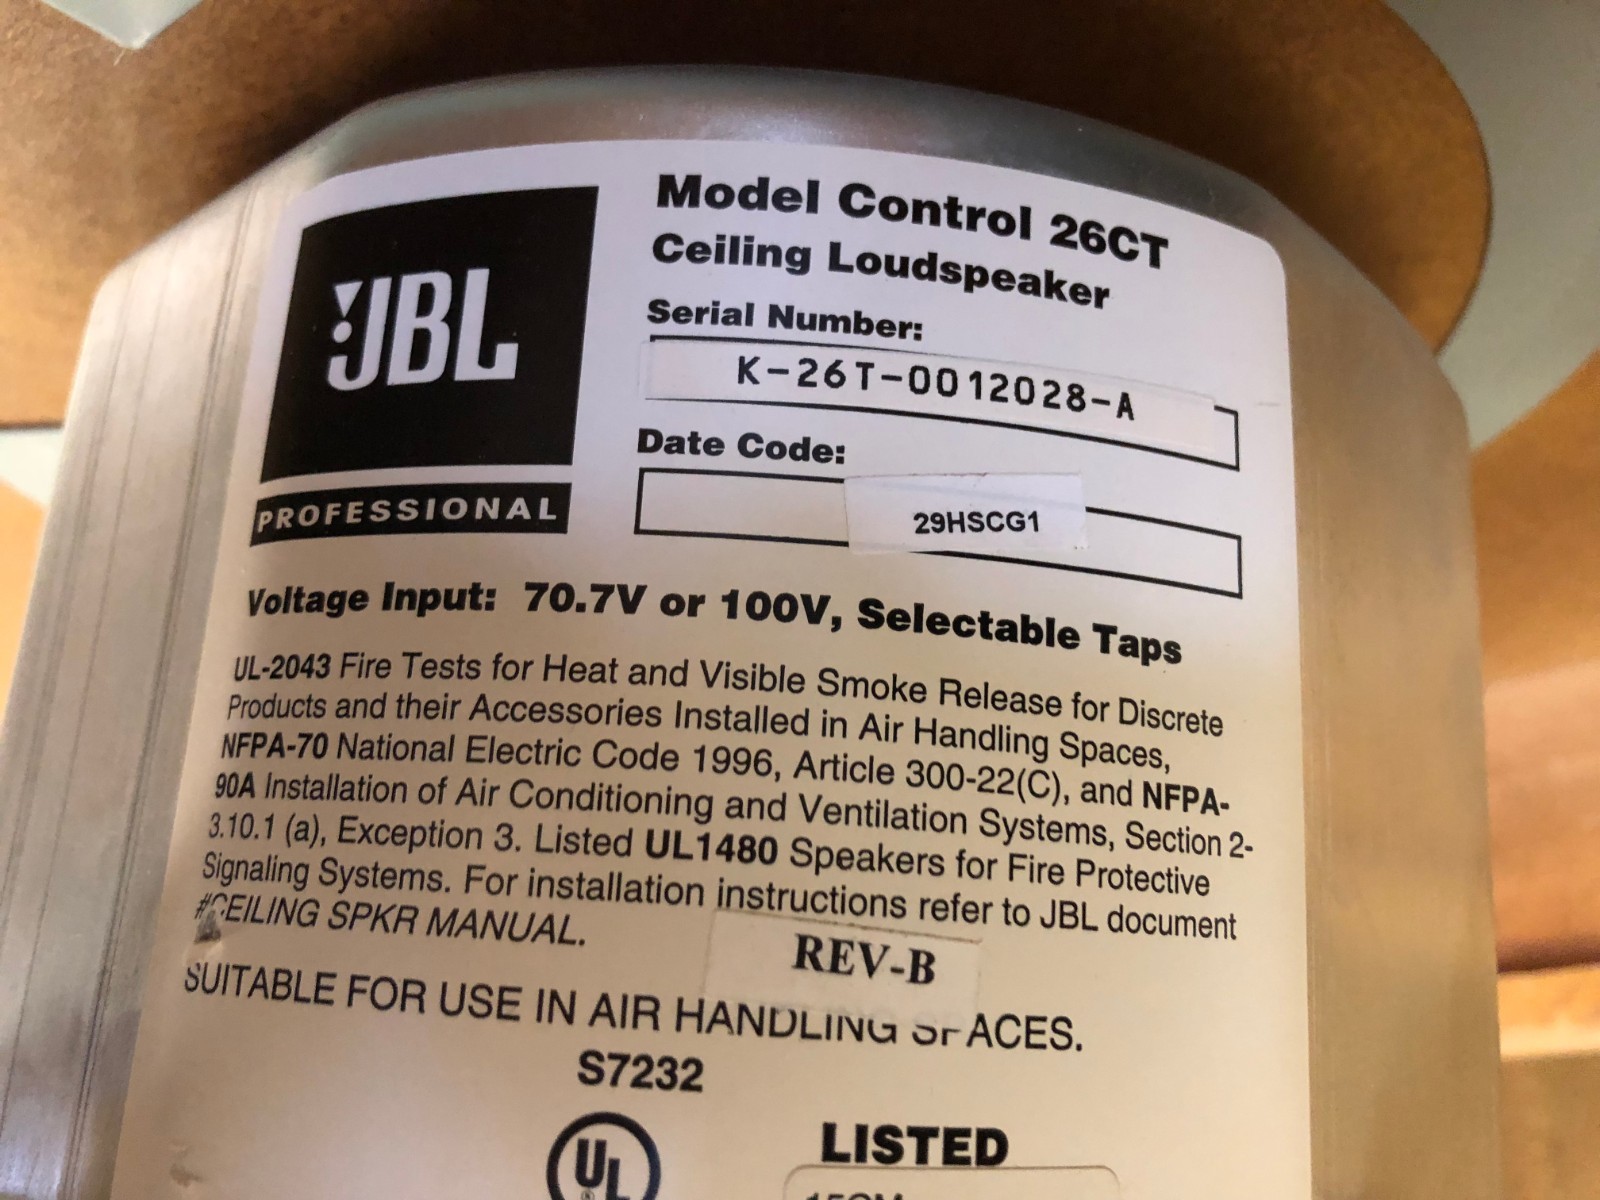 JBL
PROFESSIONAL
Model Control 26CT
Ceiling Loudspeaker
Serial Number:
K-26T-0012028-A
Date Code:
29HSCG1
Voltage Input: 70.7V or 100V, Selectable Taps
UL-2043 Fire Tests for Heat and Visible Smoke Release for Discrete
Products and their Accessories Installed in Air Handling Spaces,
NFPA-70 National Electric Code 1996, Article 300-22(C), and NFPA-
90A Installation of Air Conditioning and Ventilation Systems, Section 2-
3.10.1 (a), Exception 3. Listed UL1480 Speakers for Fire Protective
Signaling Systems. For installation instructions refer to JBL document
#CEILING SPKR MANUAL.
REV-B
SUITABLE FOR USE IN AIR HANDLING SPACES.
S7232
UL ®
LISTED